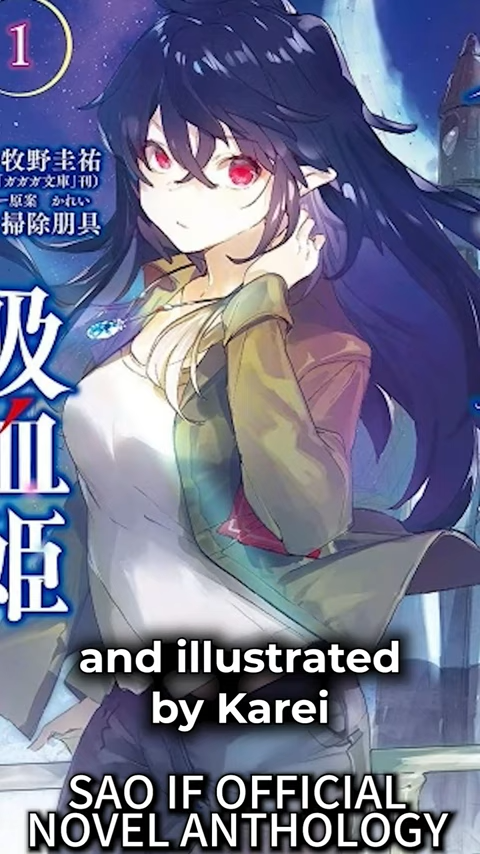 1
牧野圭祐
「ガガガ文庫」刊)
ー原案 かれい
掃除朋具
吸血姫
and illustrated
by Karei
SAO IF OFFICIAL
NOVEL ANTHOLOGY